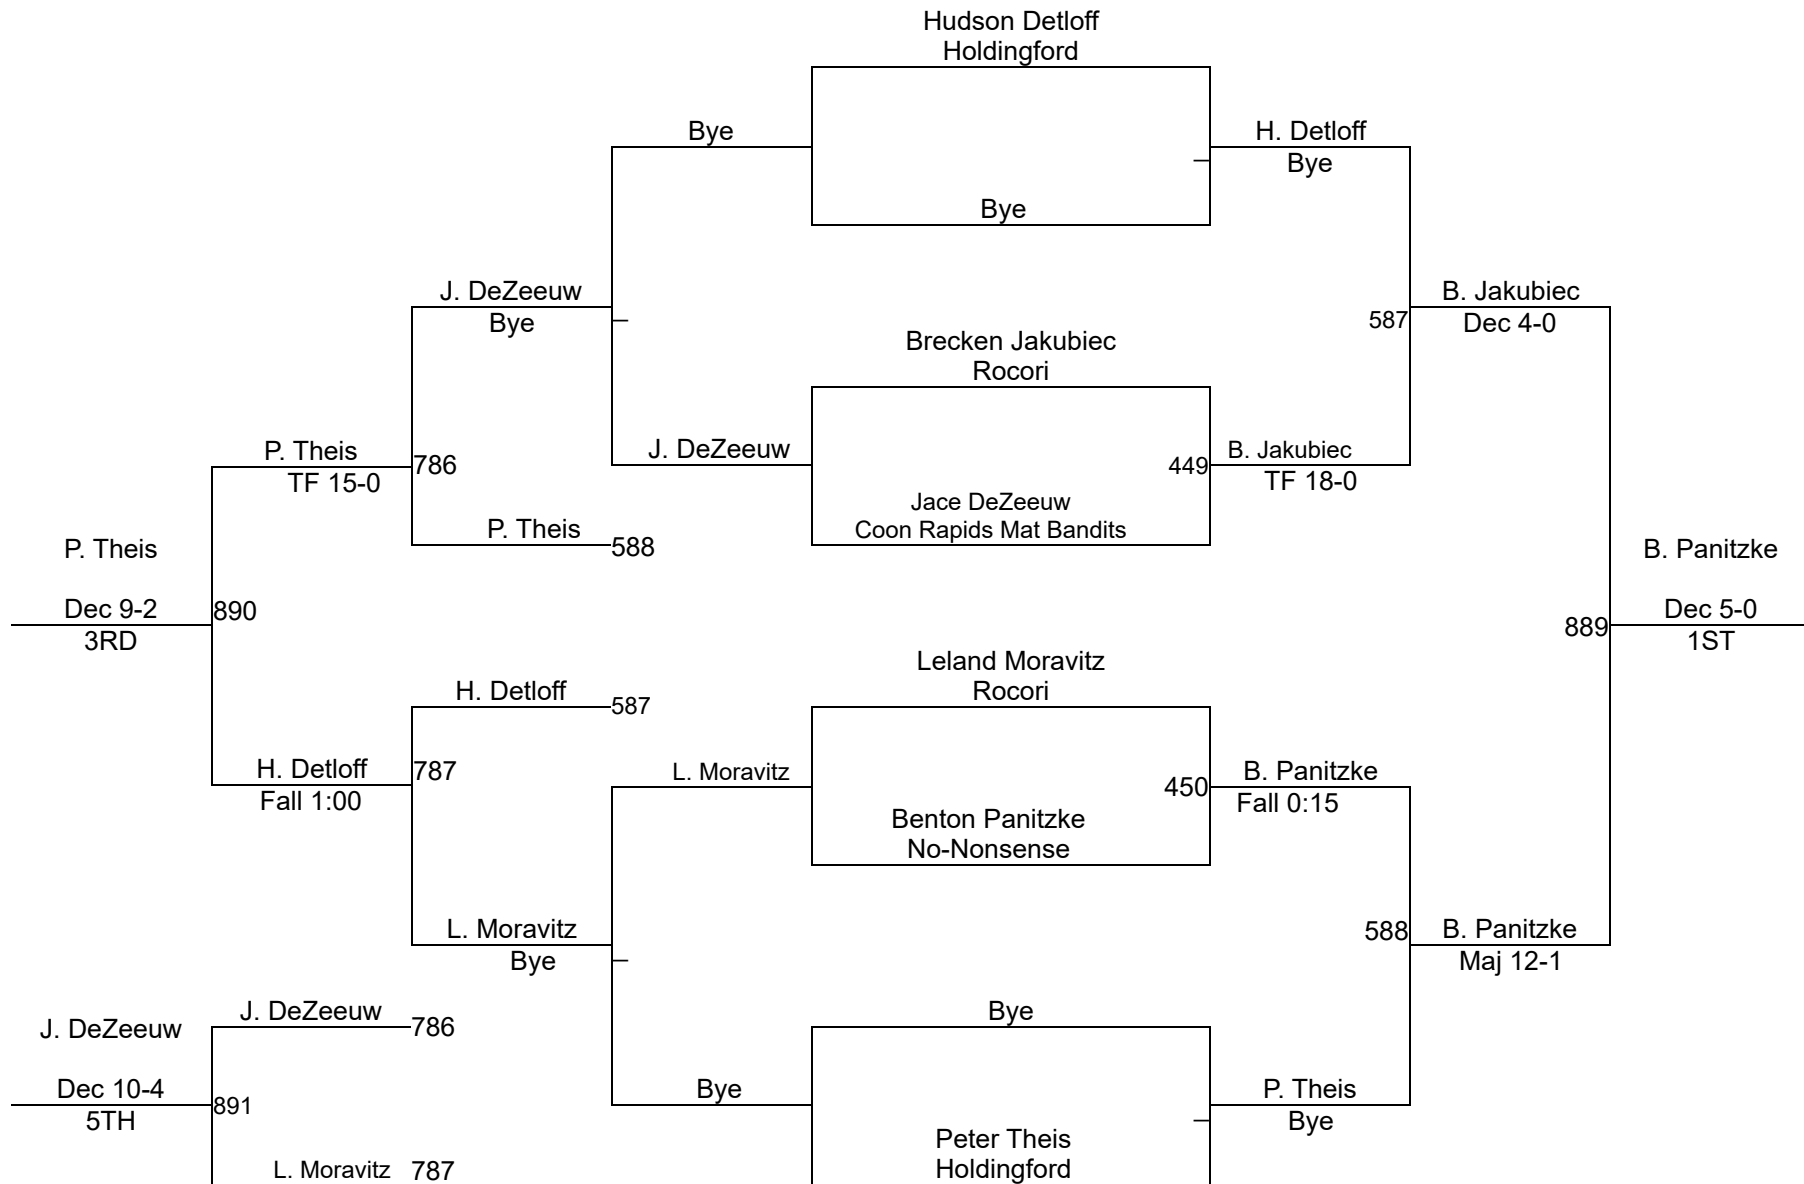 Hudson Detloff
Holdingford
Bye
H. Detloff
Bye
Bye
J. DeZeeuw
Bye
B. Jakubiec
587
Dec 4-0
Brecken Jakubiec
Rocori
P. Theis
786
J. DeZeeuw
449
B. Jakubiec
TF 15-0
TF 18-0
Jace DeZeeuw
Coon Rapids Mat Bandits
P. Theis
588
P. Theis
B. Panitzke
Dec 9-2
890
889
Dec 5-0
3RD
1ST
Leland Moravitz
Rocori
H. Detloff
587
H. Detloff
787
L. Moravitz
450
B. Panitzke
Fall 1:00
Fall 0:15
Benton Panitzke
No-Nonsense
L. Moravitz
Bye
588
B. Panitzke
Maj 12-1
J. DeZeeuw
J. DeZeeuw
786
Bye
Dec 10-4
891
5TH
Bye
P. Theis
Bye
Peter Theis
Holdingford
L. Moravitz
787